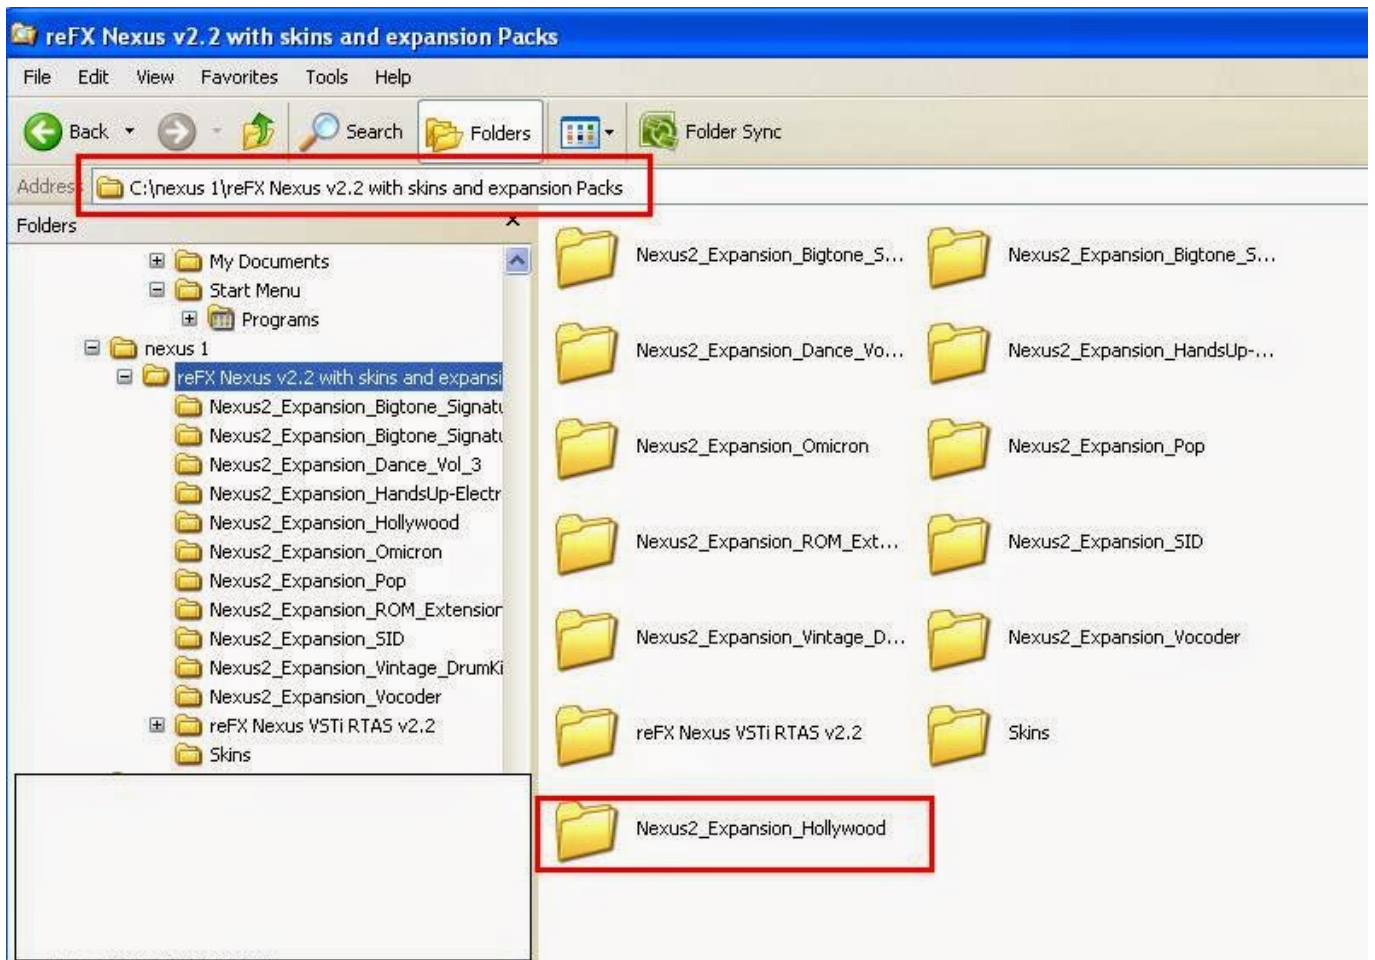 reFX Nexus v2.2 with skins and expansion Packs
File Edit View Favorites Tools Help
Back Search Folders Folder Sync
Address C:\nexus 1\reFX Nexus v2.2 with skins and expansion Packs
Folders x
My Documents
Start Menu
Programs
nexus 1
reFX Nexus v2.2 with skins and expansi
Nexus2_Expansion_Bigtone_Signatu
Nexus2_Expansion_Bigtone_Signatu
Nexus2_Expansion_Dance_Vol_3
Nexus2_Expansion_HandsUp-Electr
Nexus2_Expansion_Hollywood
Nexus2_Expansion_Omicron
Nexus2_Expansion_Pop
Nexus2_Expansion_ROM_Extension
Nexus2_Expansion_SID
Nexus2_Expansion_Vintage_DrumKi
Nexus2_Expansion_Vocoder
reFX Nexus VSTi RTAS v2.2
Skins
Nexus2_Expansion_Bigtone_S... Nexus2_Expansion_Bigtone_S...
Nexus2_Expansion_Dance_Vo... Nexus2_Expansion_HandsUp-...
Nexus2_Expansion_Omicron Nexus2_Expansion_Pop
Nexus2_Expansion_ROM_Ext... Nexus2_Expansion_SID
Nexus2_Expansion_Vintage_D... Nexus2_Expansion_Vocoder
reFX Nexus VSTi RTAS v2.2 Skins
Nexus2_Expansion_Hollywood